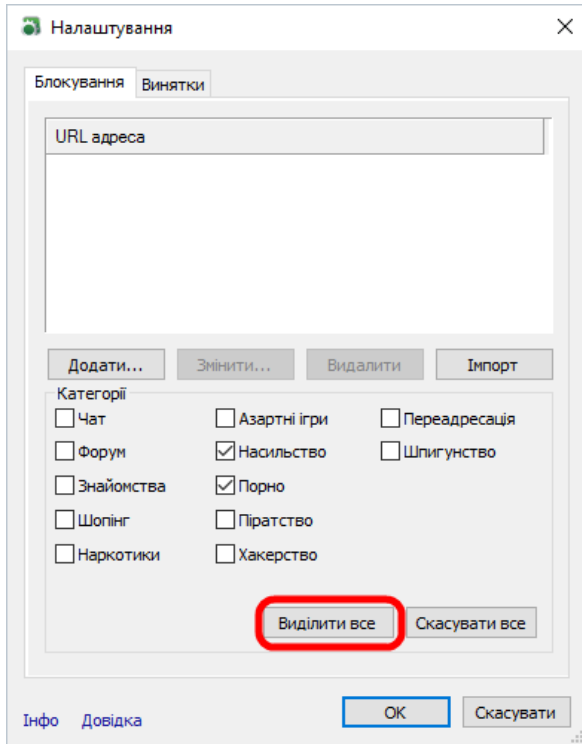 Налаштування
Блокування Винятки
URL адреса
Додати... Змінити... Видалити Імпорт
Категорії
Чат Азартні ігри Переадресація
Форум Насильство Шпигунство
Знайомства Порно
Шопінг Піратство
Наркотики Хакерство
Виділити все Скасувати все
Інфо Довідка ОК Скасувати